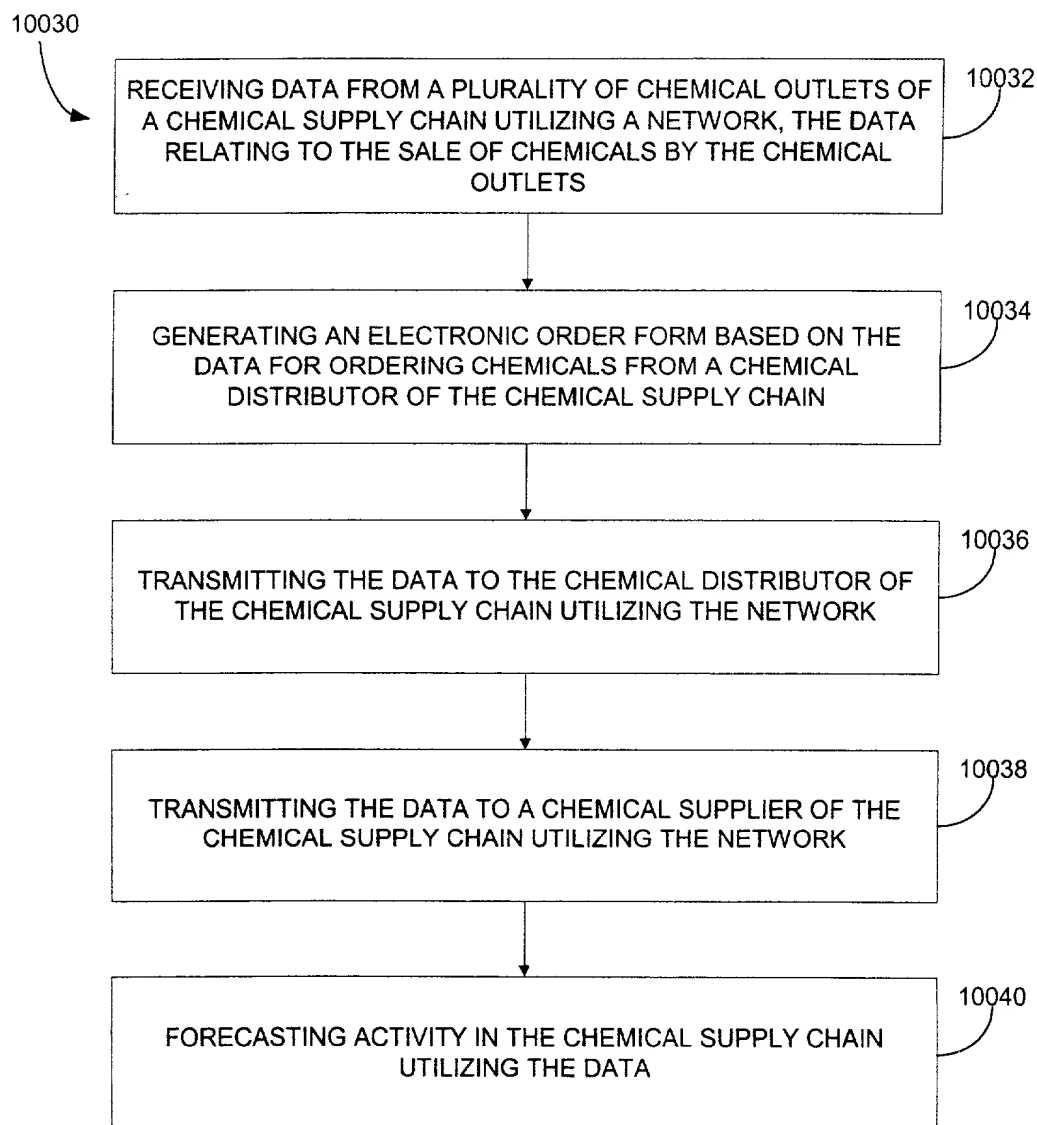 10030
RECEIVING DATA FROM A PLURALITY OF CHEMICAL OUTLETS OF
A CHEMICAL SUPPLY CHAIN UTILIZING A NETWORK, THE DATA
RELATING TO THE SALE OF CHEMICALS BY THE CHEMICAL
OUTLETS
10032
GENERATING AN ELECTRONIC ORDER FORM BASED ON THE
DATA FOR ORDERING CHEMICALS FROM A CHEMICAL
DISTRIBUTOR OF THE CHEMICAL SUPPLY CHAIN
10034
TRANSMITTING THE DATA TO THE CHEMICAL DISTRIBUTOR OF
THE CHEMICAL SUPPLY CHAIN UTILIZING THE NETWORK
10036
TRANSMITTING THE DATA TO A CHEMICAL SUPPLIER OF THE
CHEMICAL SUPPLY CHAIN UTILIZING THE NETWORK
10038
FORECASTING ACTIVITY IN THE CHEMICAL SUPPLY CHAIN
UTILIZING THE DATA
10040